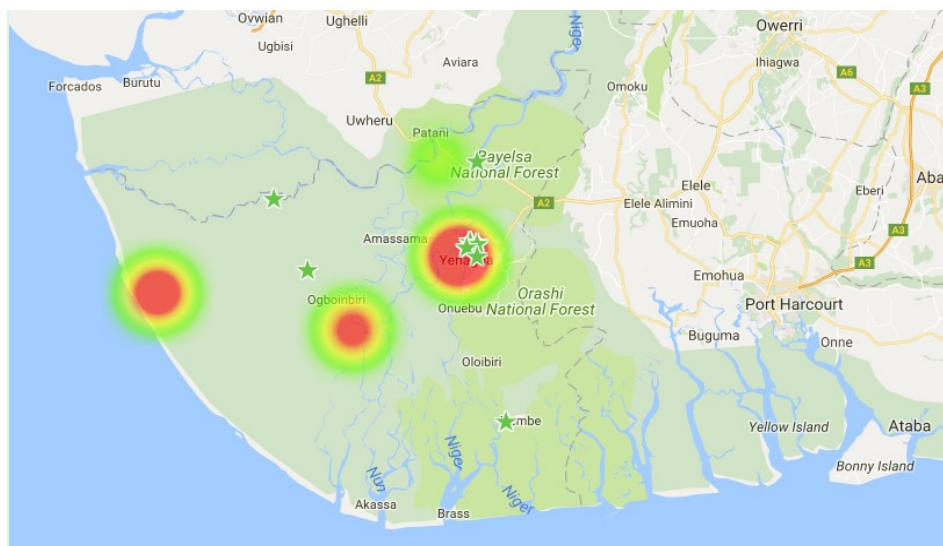 Ovwian
Ughelli
Owerri
Ugbisi
Niger
Aviara
Ihiagwa
A6
Forcados
Burutu
A2
Omoku
A3
Uwheru
Patani
Bayelsa
National Forest
Aba
Elele
Eberi
A2
Elele Alimini
Emuoha
Amassama
Yenagoa
A3
Emohua
Ogboinbiri
Onuebu
Orashi
National Forest
Port Harcourt
Buguma
Onne
Oloibiri
Yellow Island
Ataba
Niger
Nun
Bonny Island
Niger
Akassa
Brass